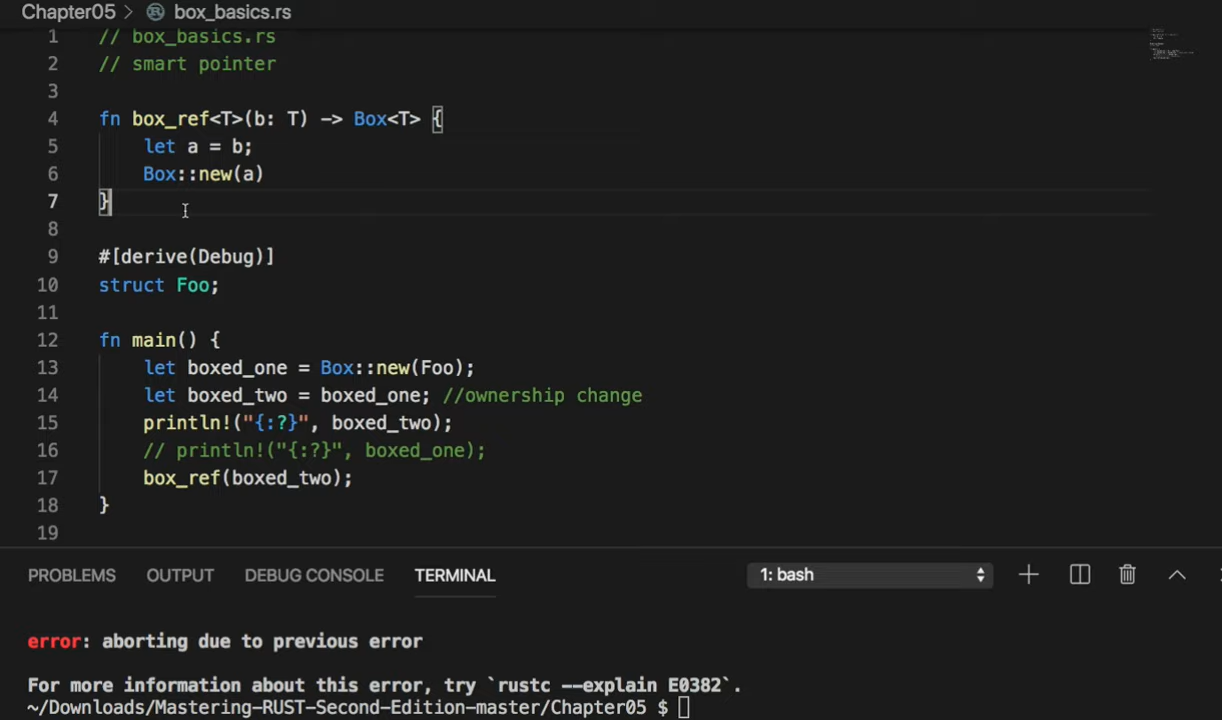 Chapter05 > box_basics.rs
1 // box_basics.rs
2 // smart pointer
3
4 fn box_ref<T>(b: T) -> Box<T> {
5     let a = b;
6     Box::new(a)
7 }
8
9 #[derive(Debug)]
10 struct Foo;
11
12 fn main() {
13     let boxed_one = Box::new(Foo);
14     let boxed_two = boxed_one; //ownership change
15     println!("{:?}", boxed_two);
16     // println!("{:?}", boxed_one);
17     box_ref(boxed_two);
18 }
19
PROBLEMS OUTPUT DEBUG CONSOLE TERMINAL 1: bash
error: aborting due to previous error
For more information about this error, try `rustc --explain E0382`.
~/Downloads/Mastering-RUST-Second-Edition-master/Chapter05 $